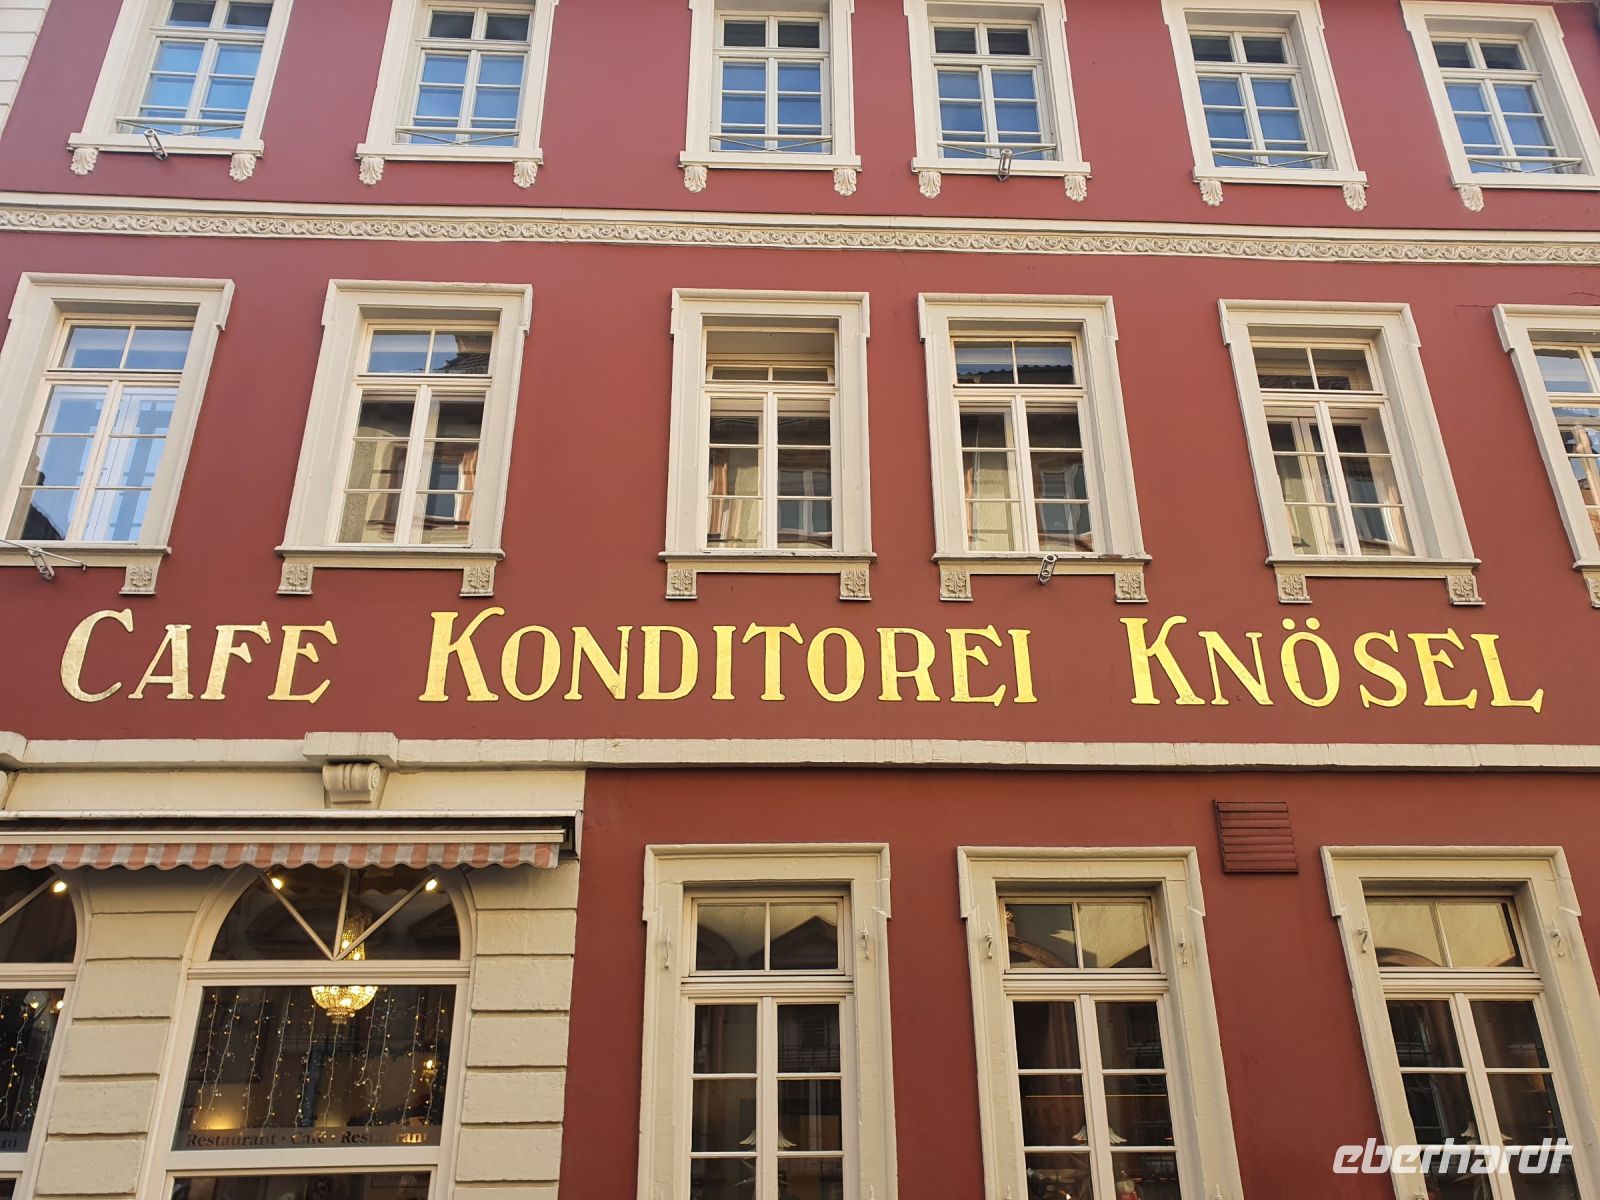 CAFE KONDITOREI KNÖSEL
Restaurant · Café · Restaurant
eberhardt